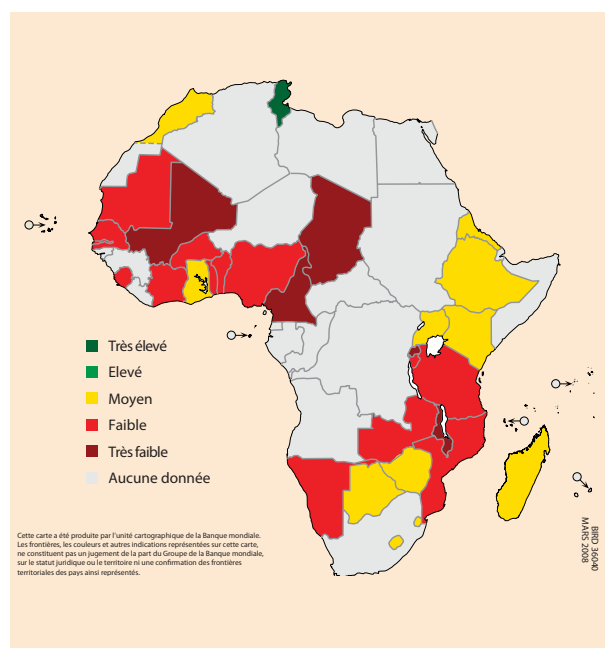 Très élevé
Elevé
Moyen
Faible
Très faible
Aucune donnée
Cette carte a été produite par l'unité cartographique de la Banque mondiale.
Les frontières, les couleurs et autres indications représentées sur cette carte,
ne constituent pas un jugement de la part du Groupe de la Banque mondiale,
sur le statut juridique ou le territoire ni une confirmation des frontières
territoriales des pays ainsi représentés.
BIRD 36040
MARS 2008